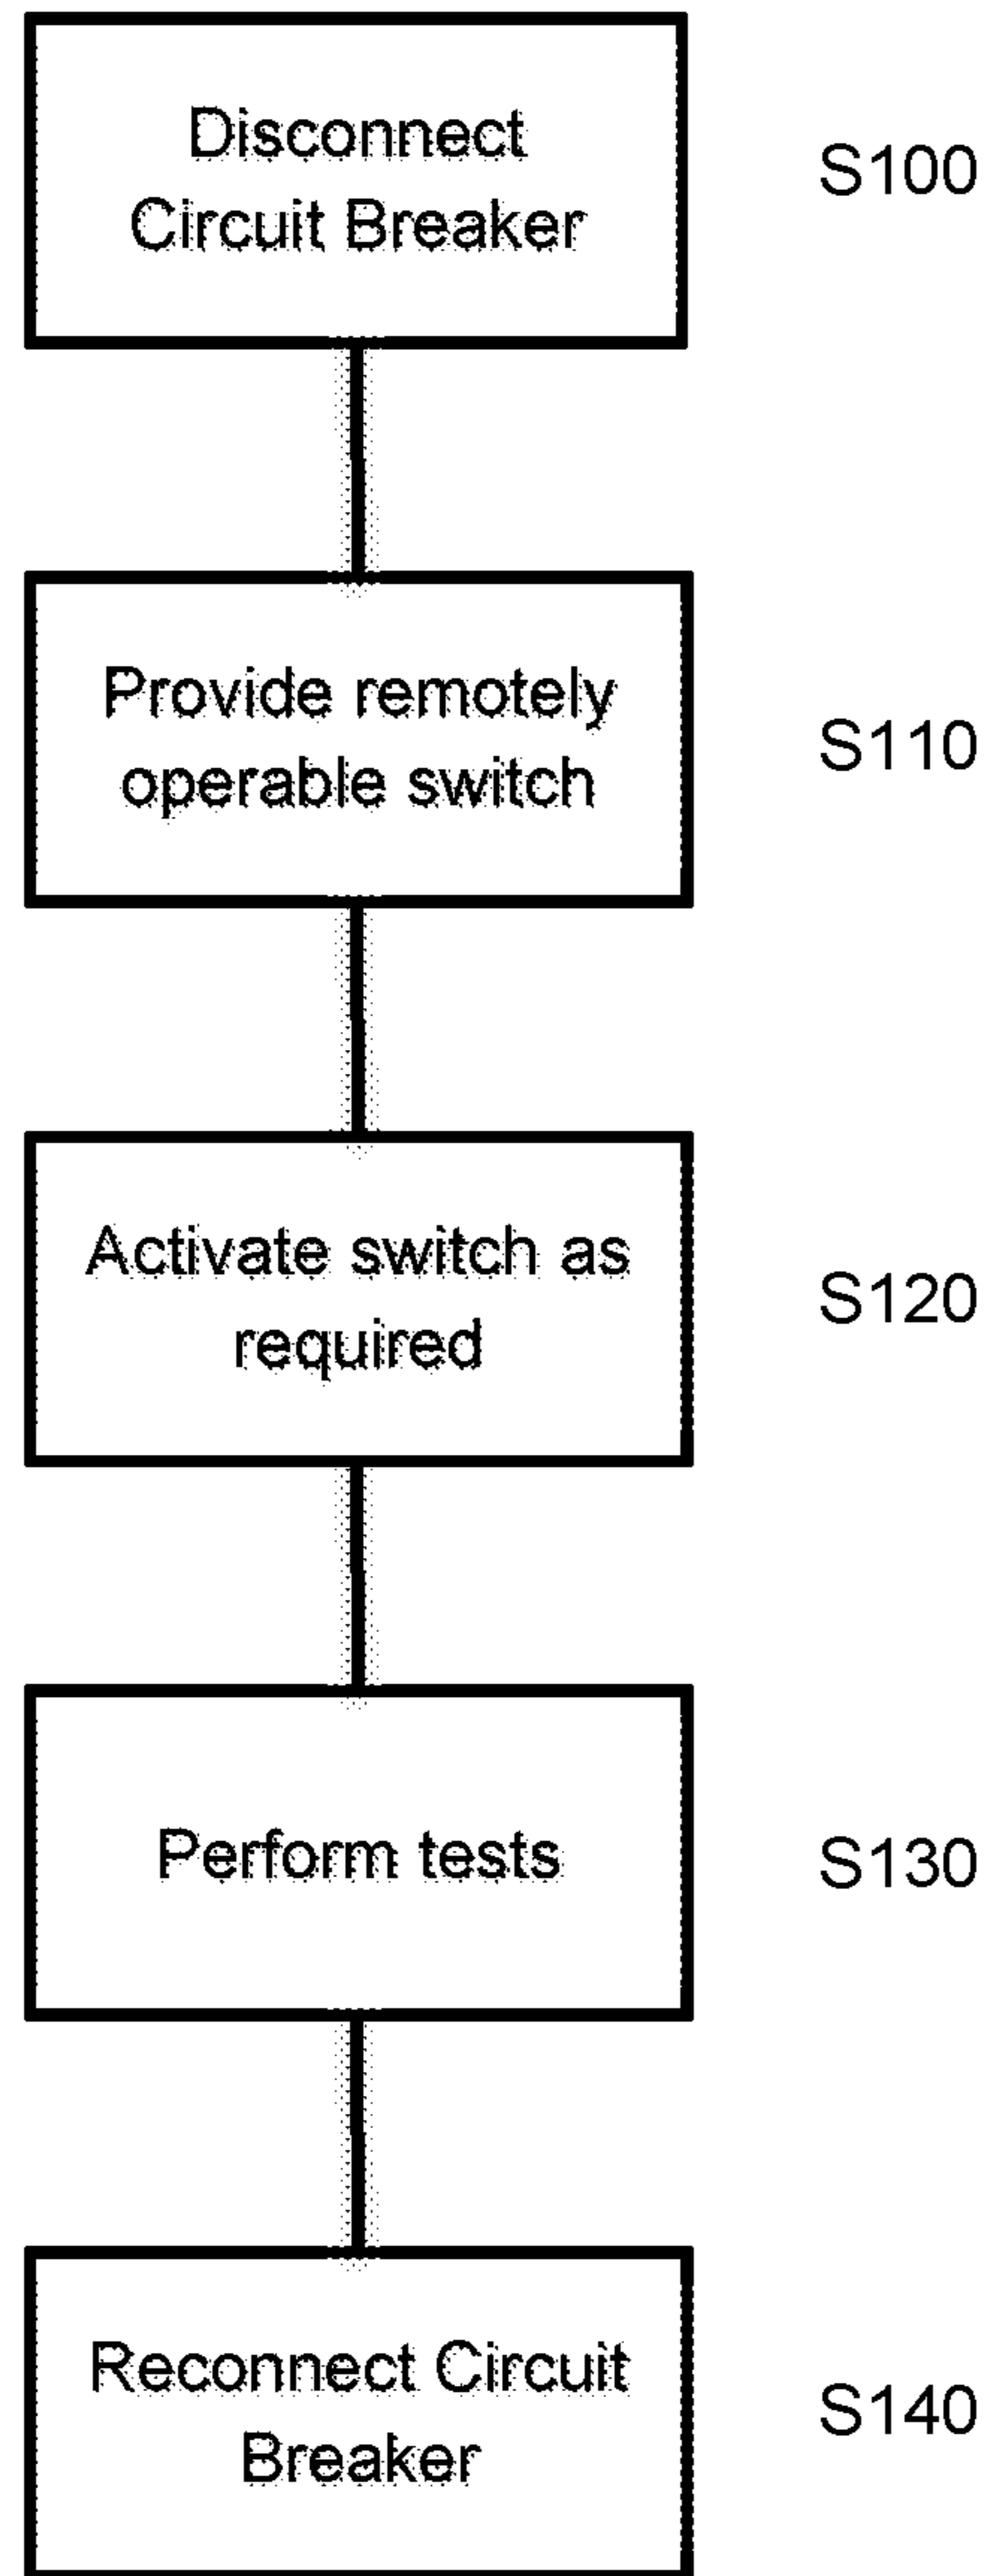 Disconnect
Circuit Breaker
S100
Provide remotely
operable switch
S110
Activate switch as
required
S120
Perform tests
S130
Reconnect Circuit
Breaker
S140